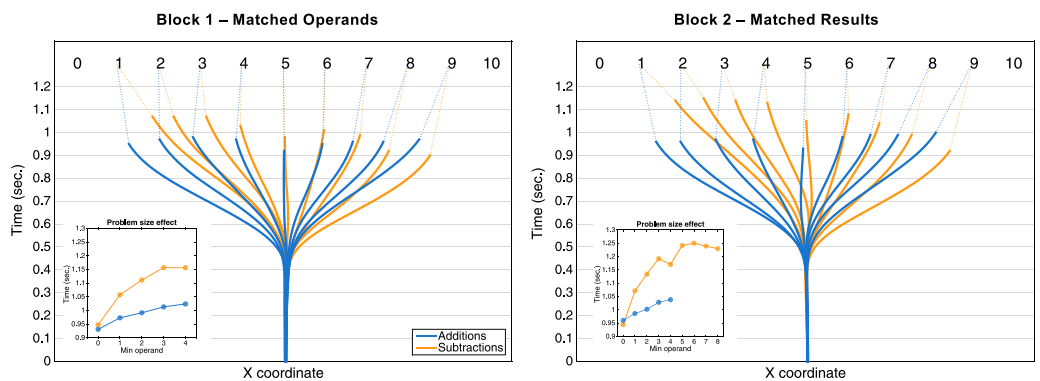 Block 1 – Matched Operands
0 1 2 3 4 5 6 7 8 9 10
1.2
1.1
1
0.9
0.8
0.7
0.6
0.5
0.4
0.3
0.2
0.1
0
Time (sec.)
X coordinate
Problem size effect
1.3
1.25
1.2
1.15
1.1
1.05
1
0.95
0.9
Time (sec.)
0 1 2 3 4
Min operand
Additions
Subtractions
Block 2 – Matched Results
0 1 2 3 4 5 6 7 8 9 10
1.2
1.1
1
0.9
0.8
0.7
0.6
0.5
0.4
0.3
0.2
0.1
0
Time (sec.)
X coordinate
Problem size effect
1.3
1.25
1.2
1.15
1.1
1.05
1
0.95
0.9
Time (sec.)
0 1 2 3 4 5 6 7 8
Min operand